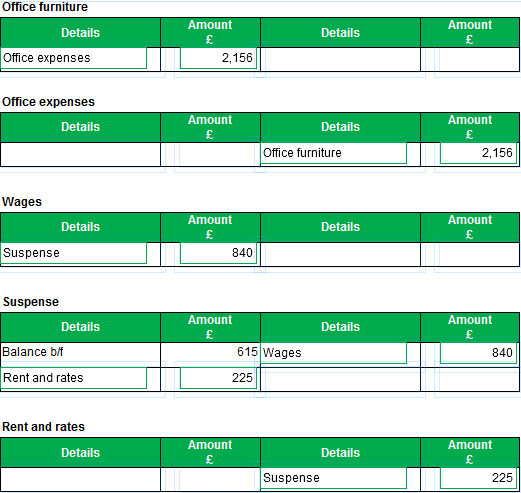 Office furniture
Details Amount £ Details Amount £
Office expenses 2,156
Office expenses
Details Amount £ Details Amount £
Office furniture 2,156
Wages
Details Amount £ Details Amount £
Suspense 840
Suspense
Details Amount £ Details Amount £
Balance b/f 615 Wages 840
Rent and rates 225
Rent and rates
Details Amount £ Details Amount £
Suspense 225